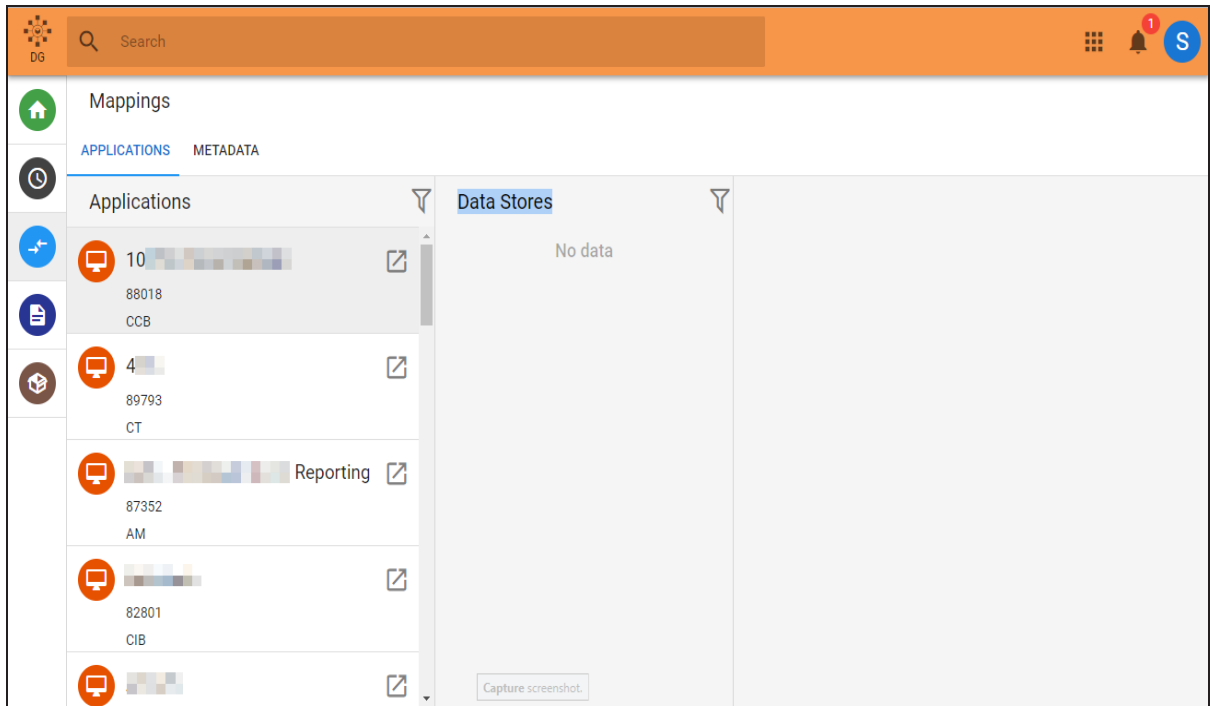 DG
Search
1
S
Mappings
APPLICATIONS METADATA
Applications
Data Stores
10
88018
CCB
4
89793
CT
Reporting
87352
AM
82801
CIB
No data
Capture screenshot.